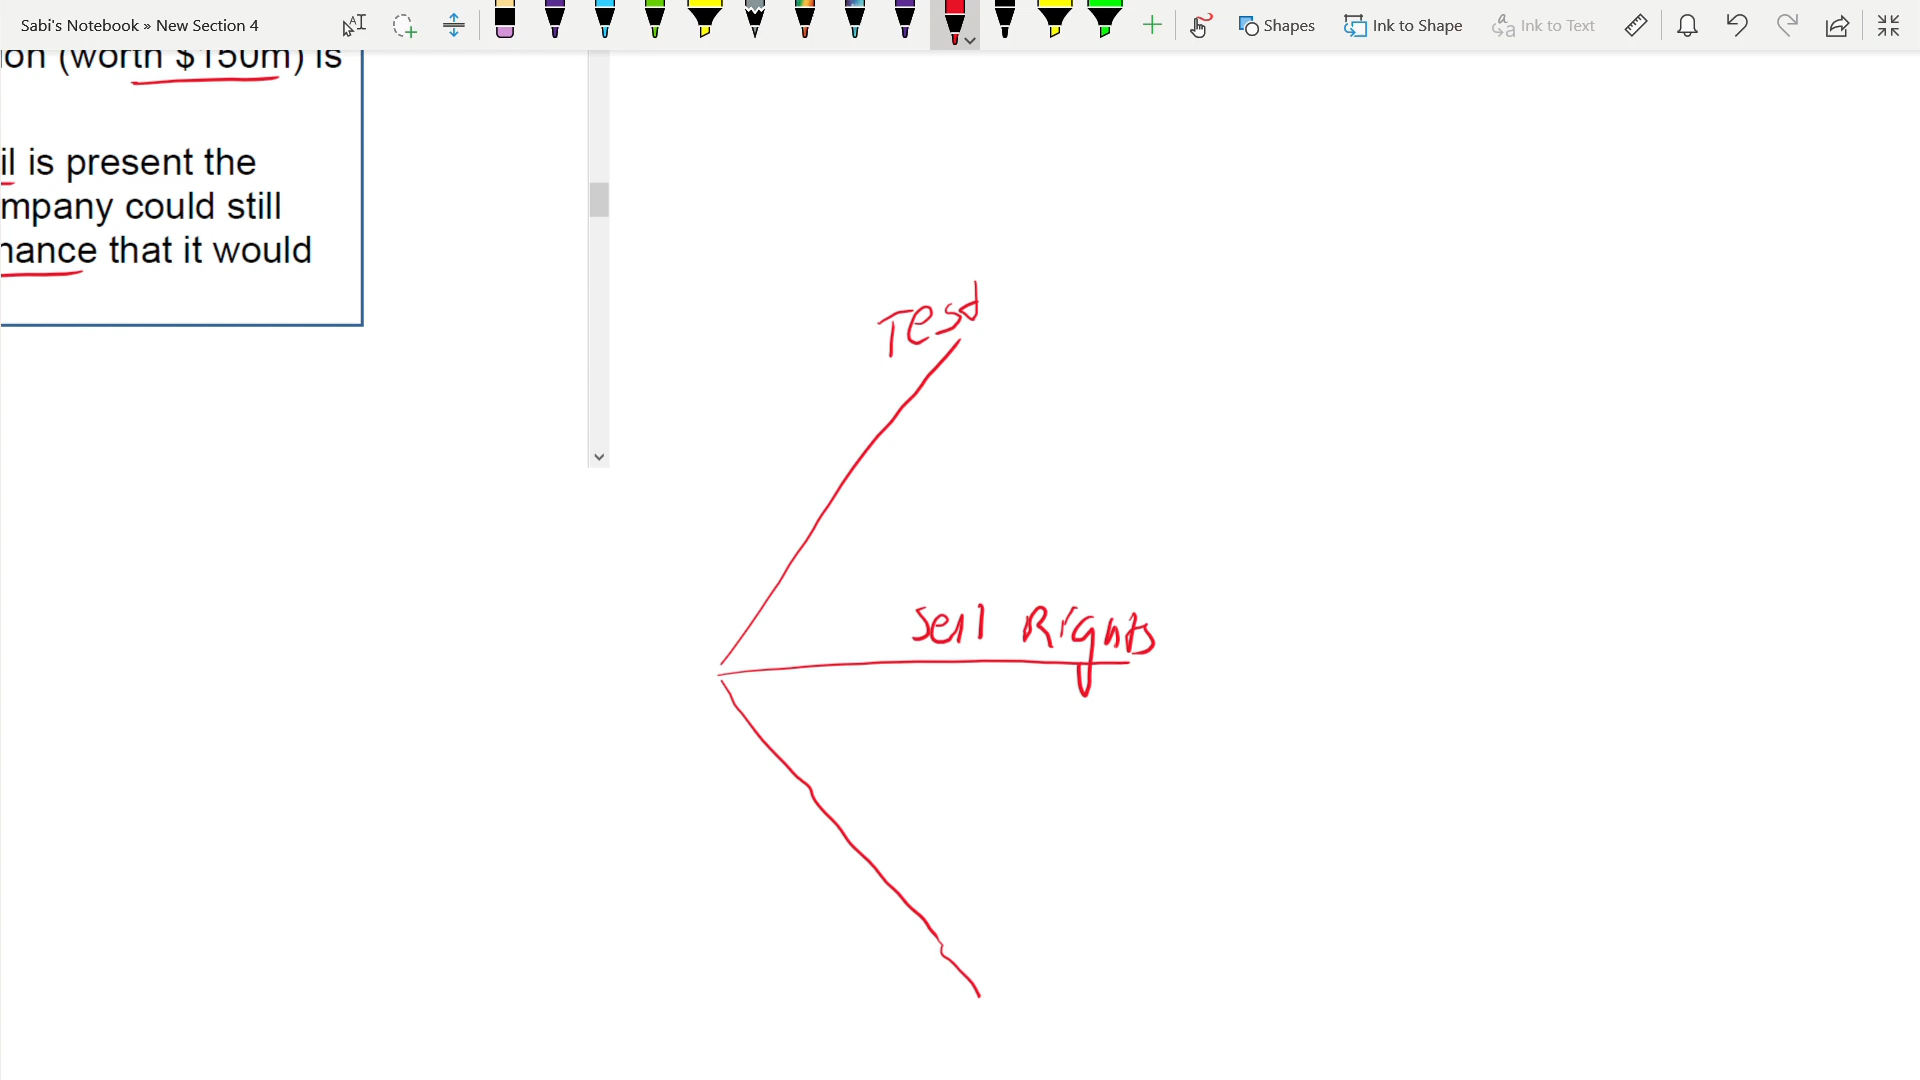 Sabi's Notebook » New Section 4
Shapes
Ink to Shape
Ink to Text
on (worth $150m) is
il is present the
mpany could still
hance that it would
Test
Sell Rights